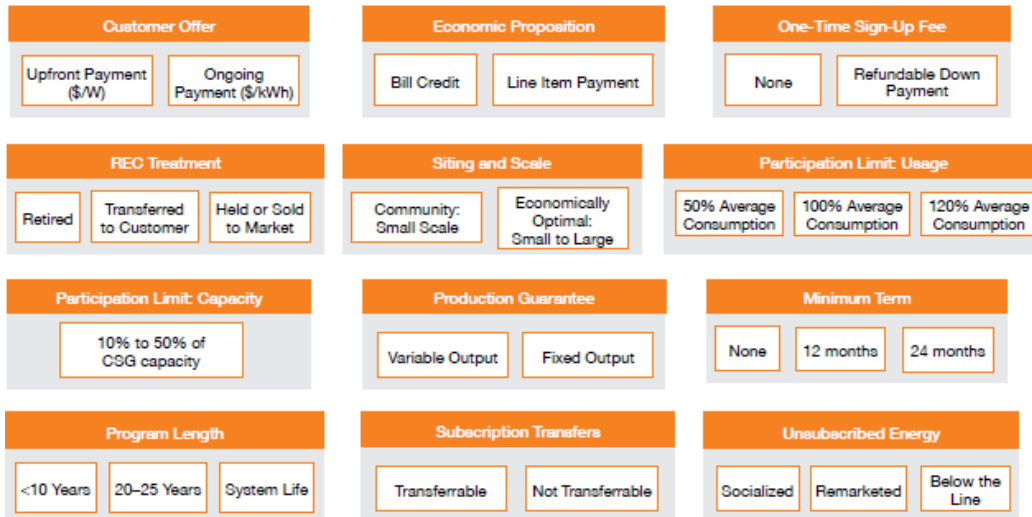 Customer Offer
Upfront Payment
($/W)
Ongoing
Payment ($/kWh)
Economic Proposition
Bill Credit
Line Item Payment
One-Time Sign-Up Fee
None
Refundable Down
Payment
REC Treatment
Retired
Transferred
to Customer
Held or Sold
to Market
Siting and Scale
Community:
Small Scale
Economically
Optimal:
Small to Large
Participation Limit: Usage
50% Average
Consumption
100% Average
Consumption
120% Average
Consumption
Participation Limit: Capacity
10% to 50% of
CSG capacity
Production Guarantee
Variable Output
Fixed Output
Minimum Term
None
12 months
24 months
Program Length
<10 Years
20–25 Years
System Life
Subscription Transfers
Transferrable
Not Transferrable
Unsubscribed Energy
Socialized
Remarketed
Below the
Line